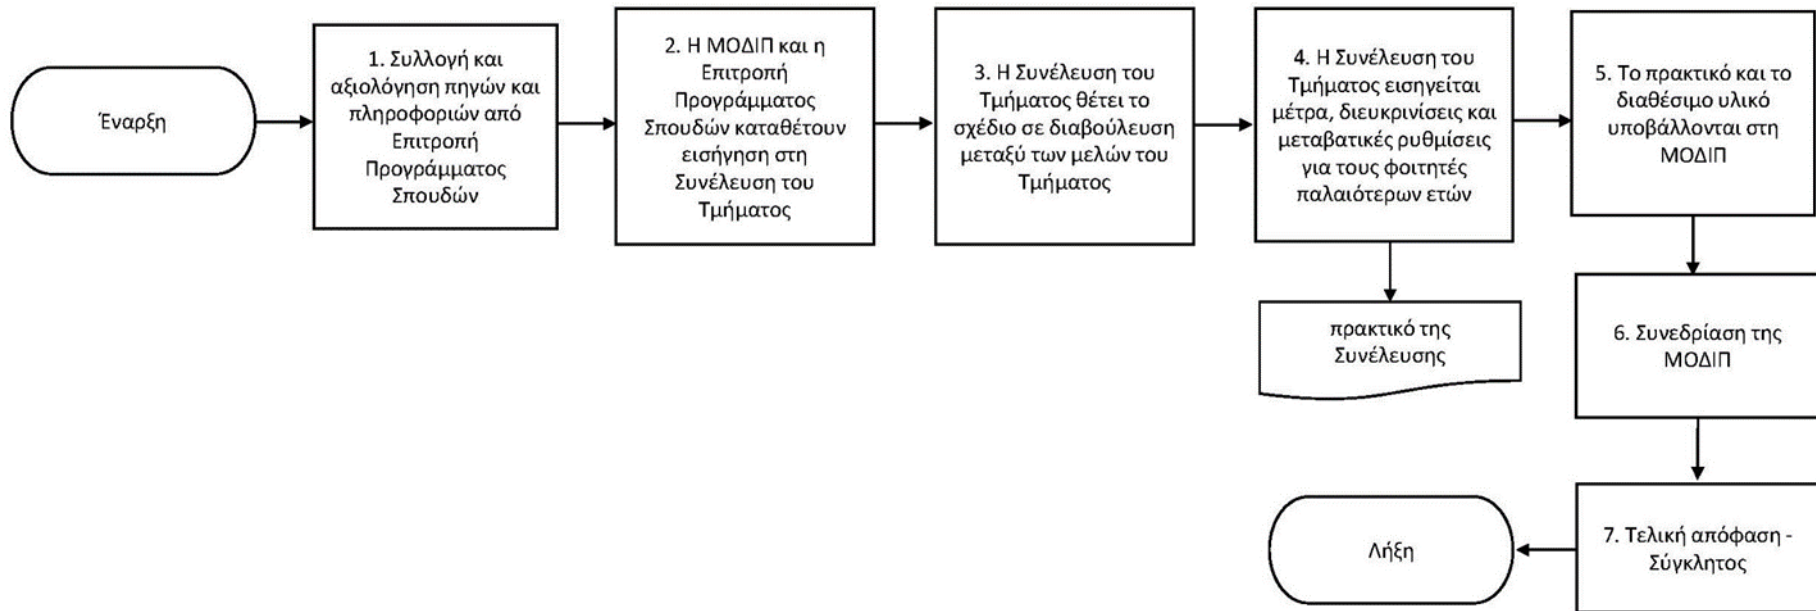 Έναρξη
1. Συλλογή και
αξιολόγηση πηγών και
πληροφοριών από
Επιτροπή
Προγράμματος
Σπουδών
2. Η ΜΟΔΙΠ και η
Επιτροπή
Προγράμματος
Σπουδών καταθέτουν
εισήγηση στη
Συνέλευση του
Τμήματος
3. Η Συνέλευση του
Τμήματος θέτει το
σχέδιο σε διαβούλευση
μεταξύ των μελών του
Τμήματος
4. Η Συνέλευση του
Τμήματος εισηγείται
μέτρα, διευκρινίσεις και
μεταβατικές ρυθμίσεις
για τους φοιτητές
παλαιότερων ετών
πρακτικό της
Συνέλευσης
5. Το πρακτικό και το
διαθέσιμο υλικό
υποβάλλονται στη
ΜΟΔΙΠ
6. Συνεδρίαση της
ΜΟΔΙΠ
7. Τελική απόφαση -
Σύγκλητος
Λήξη